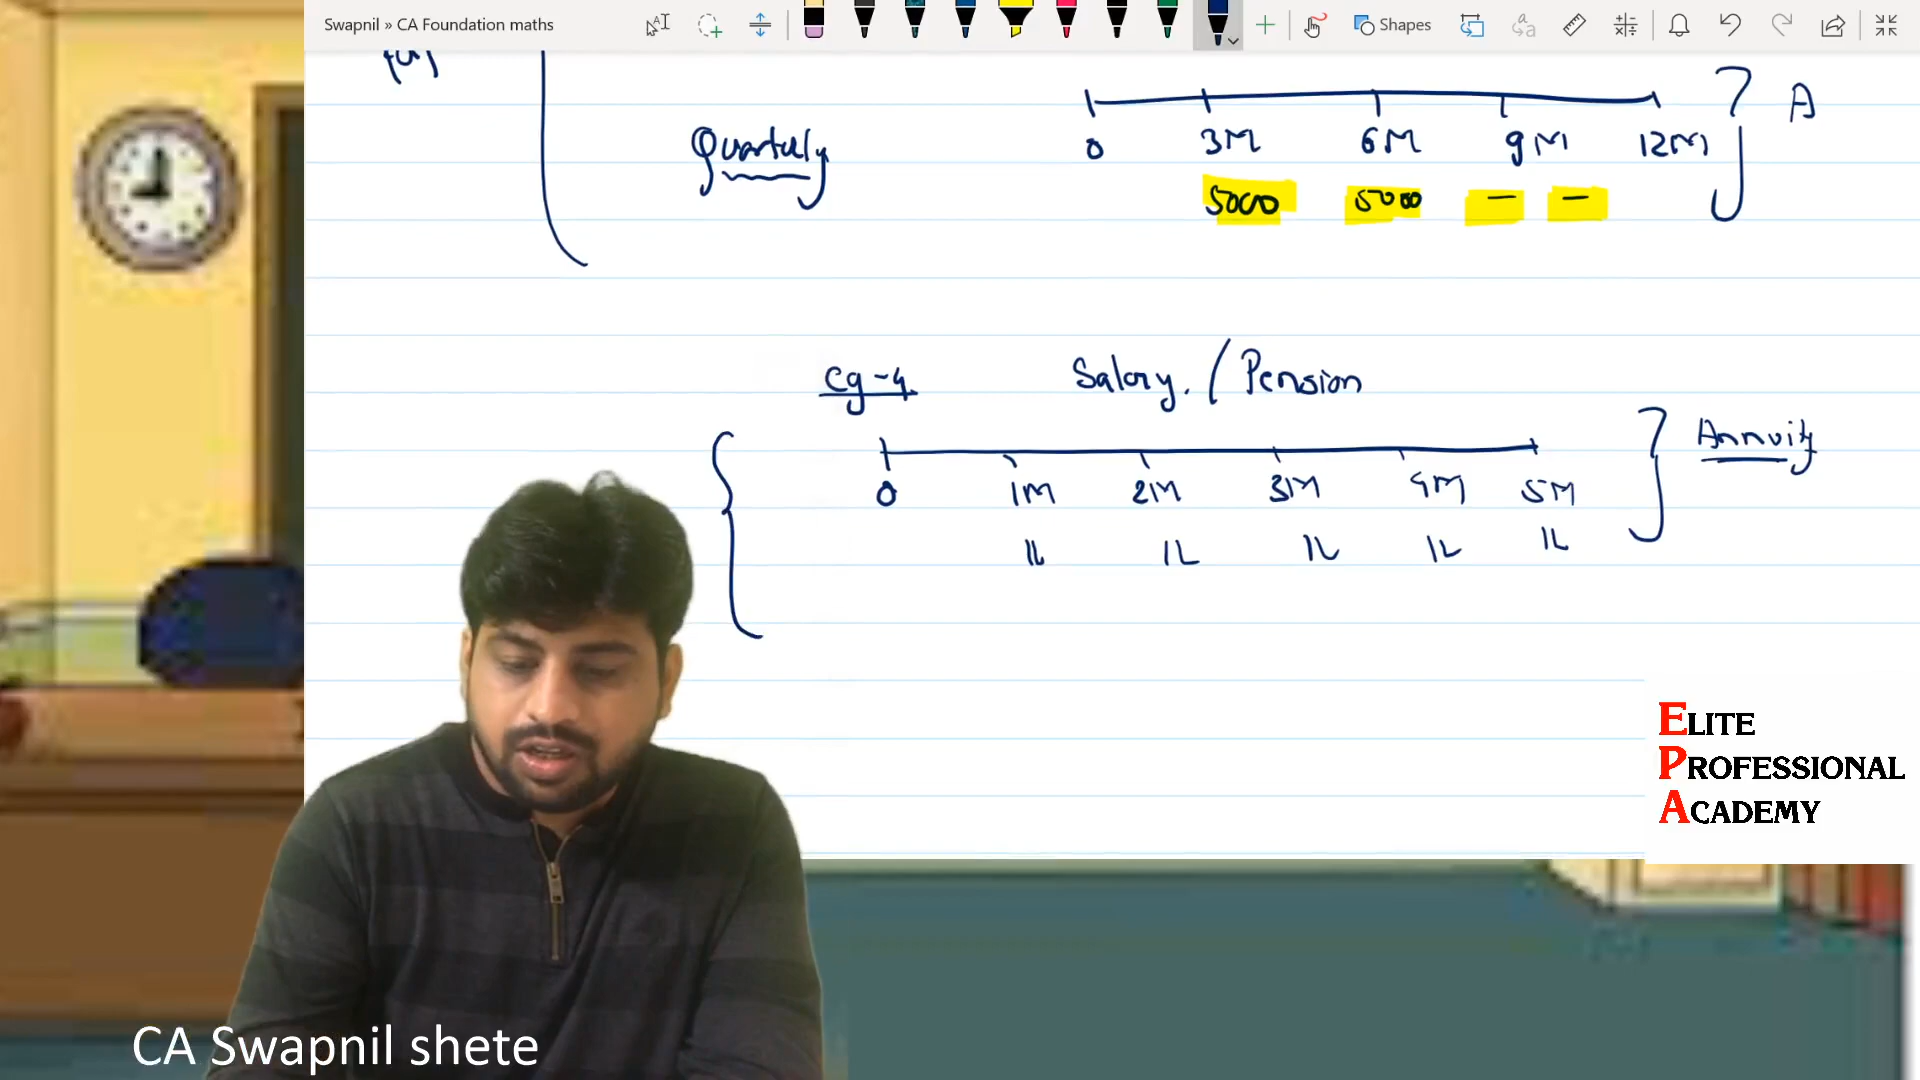 Swapnil » CA Foundation maths
Shapes
A
Quarterly
0 3M 6M 9M 12M
5000 5000 — —
eg-4 Salary. / Pension
Annuity
0 1M 2M 3M 4M 5M
1L 1L 1L 1L 1L
ELITE
PROFESSIONAL
ACADEMY
CA Swapnil shete